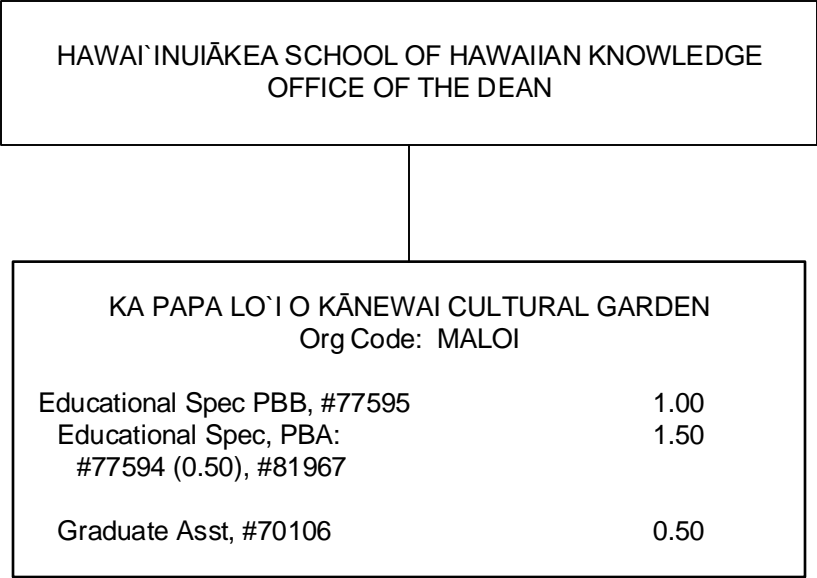 HAWAI`INUIĀKEA SCHOOL OF HAWAIIAN KNOWLEDGE
OFFICE OF THE DEAN
KA PAPA LO`I O KĀNEWAI CULTURAL GARDEN
Org Code: MALOI
Educational Spec PBB, #77595 1.00
Educational Spec, PBA: 1.50
#77594 (0.50), #81967
Graduate Asst, #70106 0.50